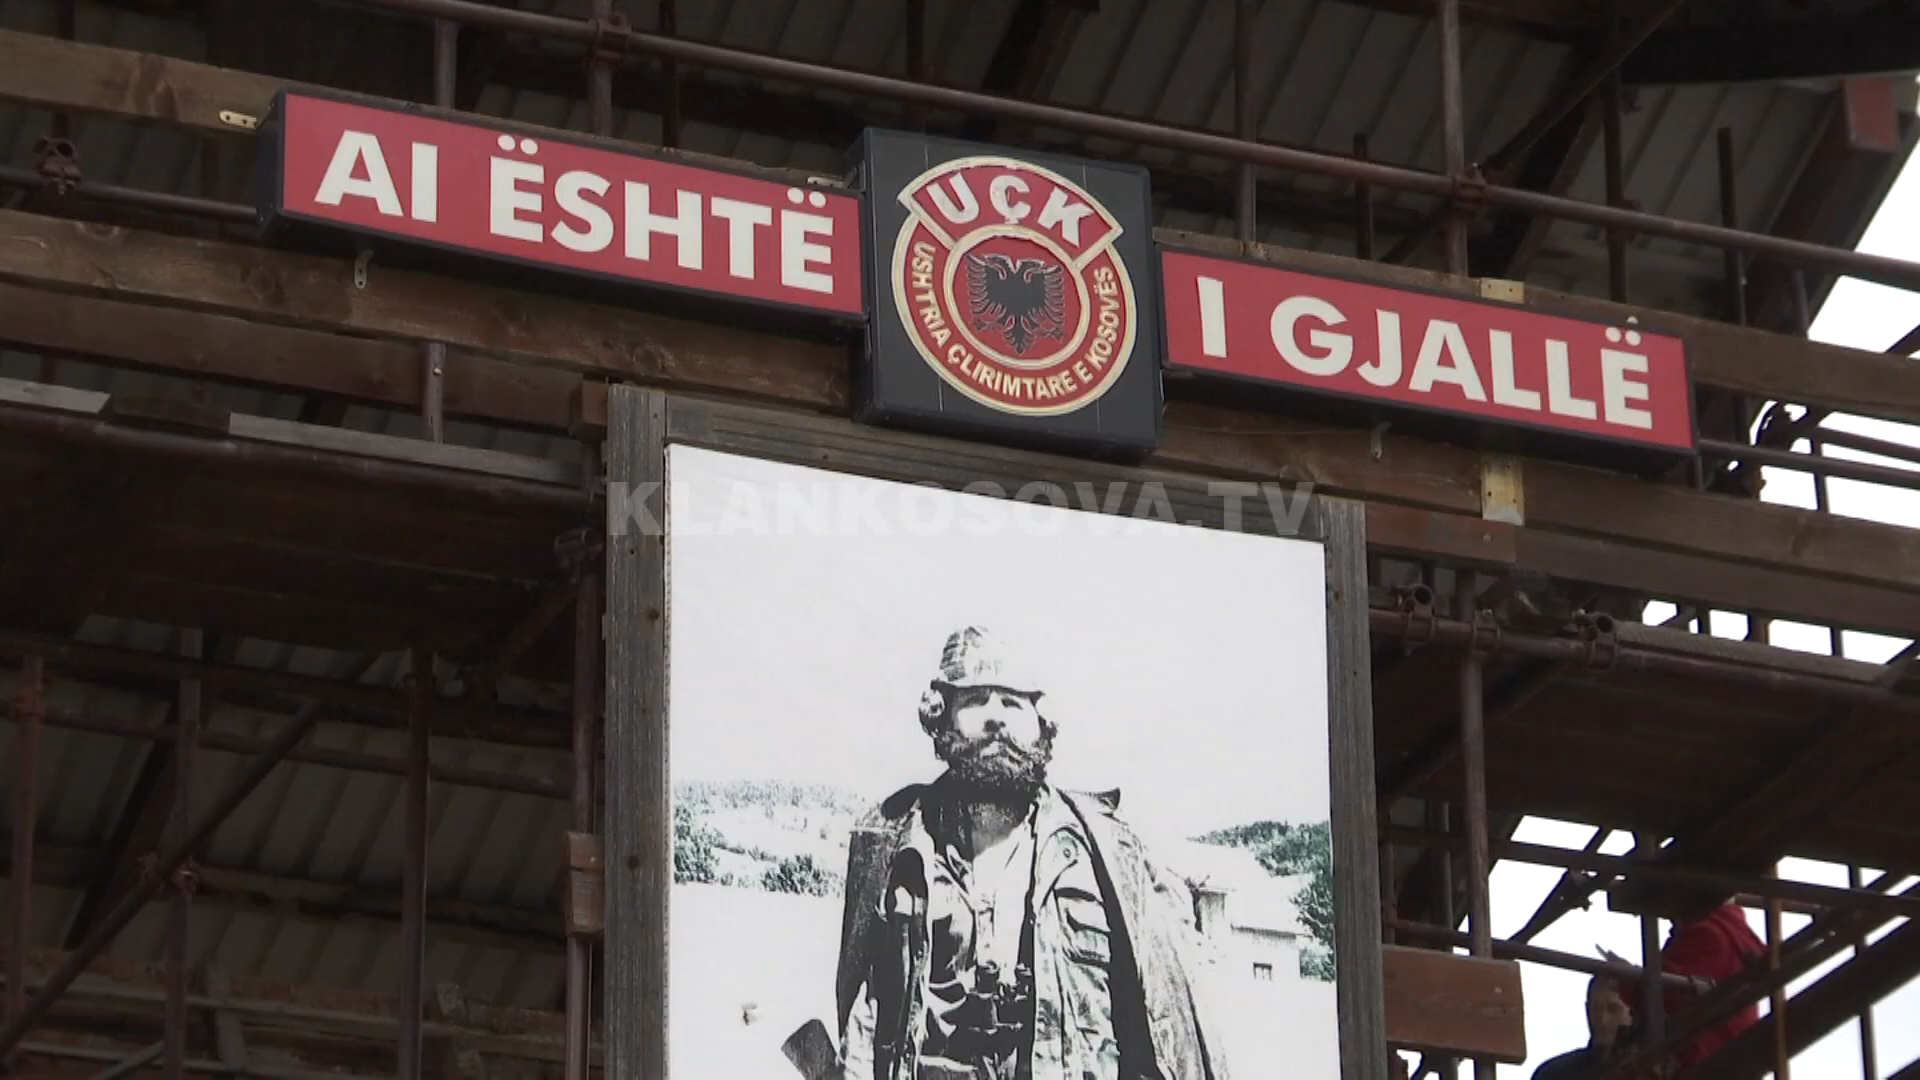 AI ËSHTË
UÇK
USHTRIA ÇLIRIMTARE E KOSOVËS
I GJALLË
KLANKOSOVA.TV